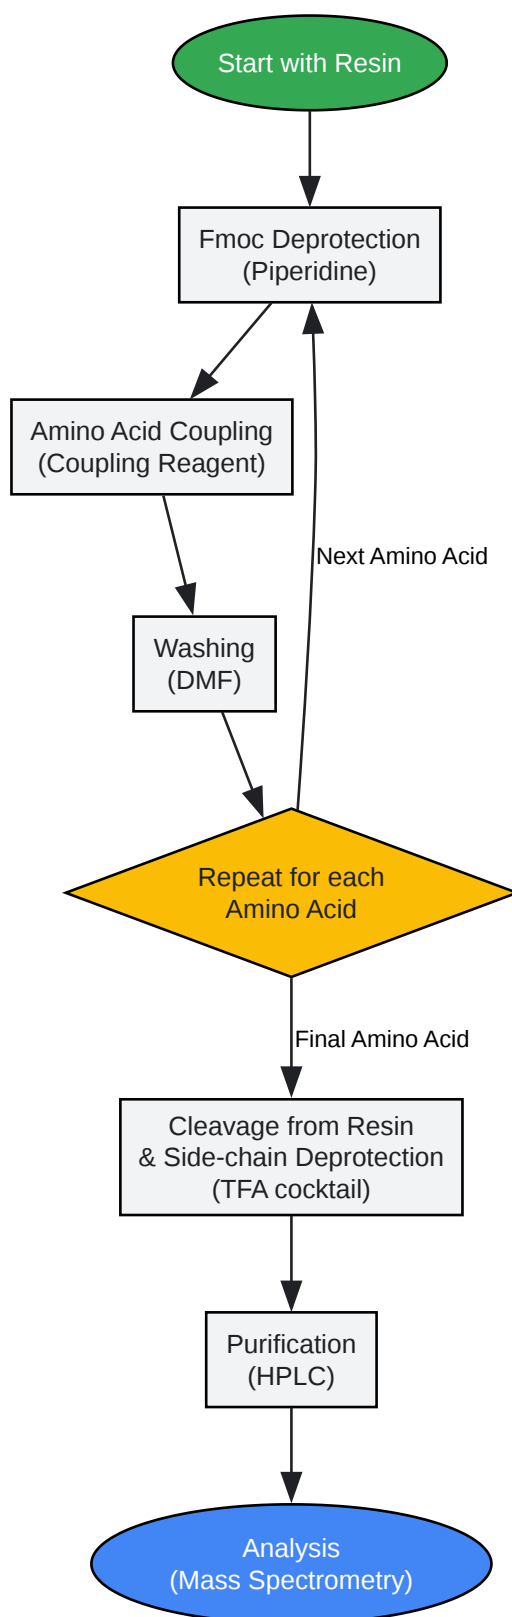 Start with Resin
Fmoc Deprotection
(Piperidine)
Amino Acid Coupling
(Coupling Reagent)
Next Amino Acid
Washing
(DMF)
Repeat for each
Amino Acid
Final Amino Acid
Cleavage from Resin
& Side-chain Deprotection
(TFA cocktail)
Purification
(HPLC)
Analysis
(Mass Spectrometry)